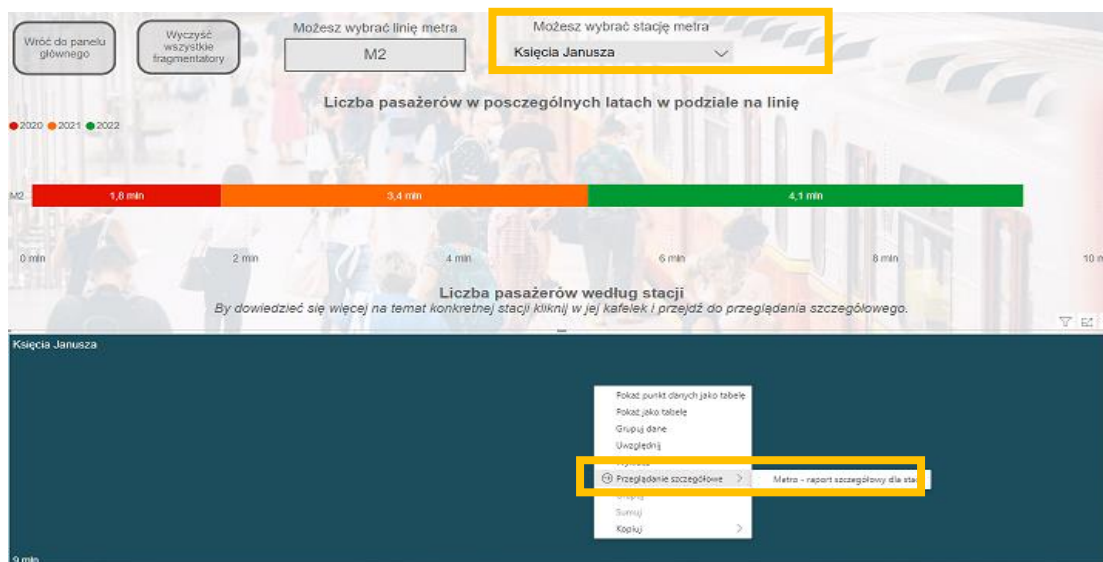 Wróć do panelu
głównego
Wyczyść
wszystkie
fragmentatory
Możesz wybrać linię metra
M2
Możesz wybrać stację metra
Księcia Janusza
Liczba pasażerów w posczególnych latach w podziale na linię
2020 2021 2022
M2 1,8 mln 3,4 mln 4,1 mln
0 mln 2 mln 4 mln 6 mln 8 mln 10 m
Liczba pasażerów według stacji
By dowiedzieć się więcej na temat konkretnej stacji kliknij w jej kafelek i przejdź do przeglądania szczegółowego.
Księcia Janusza
Pokaż punkt danych jako tabelę
Pokaż jako tabelę
Grupuj dane
Uwzględnij
Przeglądanie szczegółowe
Metro - raport szczegółowy dla stac
Sumuj
Kopiuj
9 mln